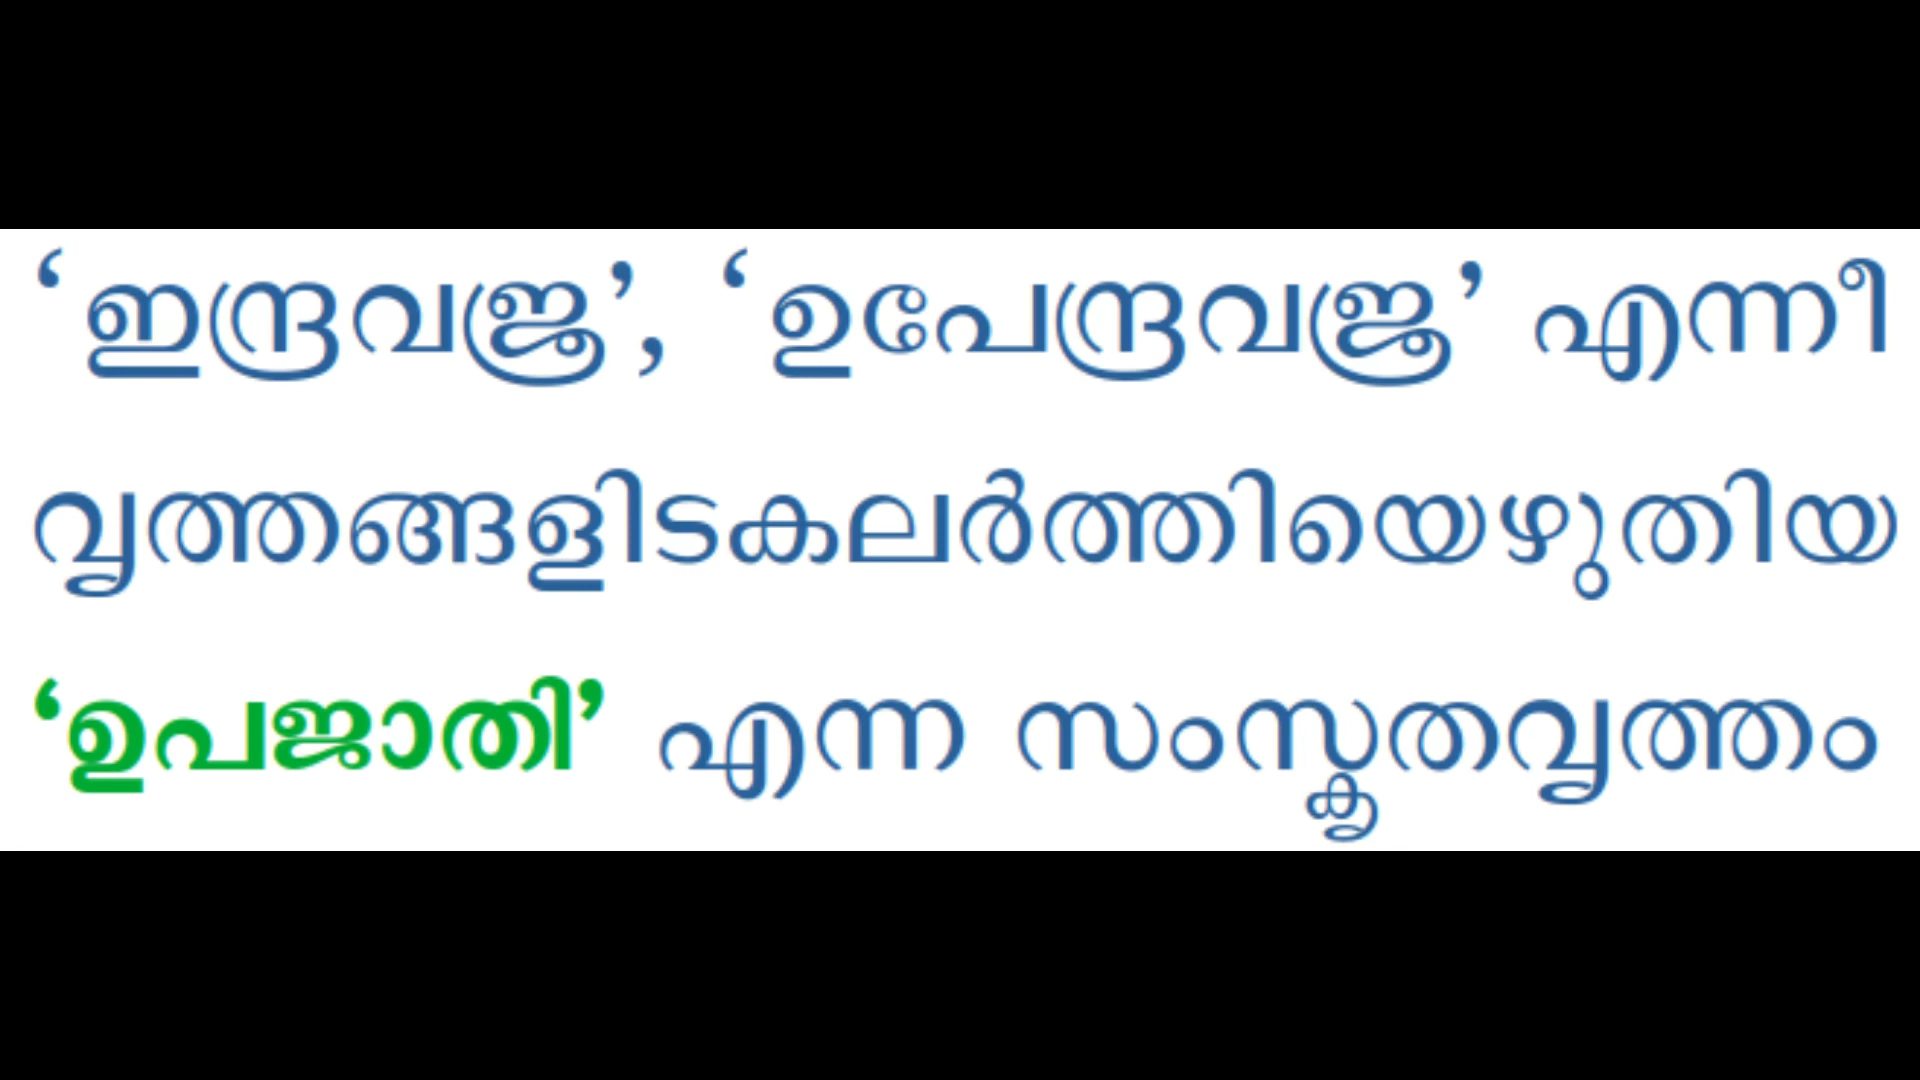 ‘ഇന്ദ്രവജ്ര’, ‘ഉപേന്ദ്രവജ്ര’ എന്നീ
വൃത്തങ്ങളിടകലർത്തിയെഴുതിയ
‘ഉപജാതി’ എന്ന സംസ്കൃതവൃത്തം